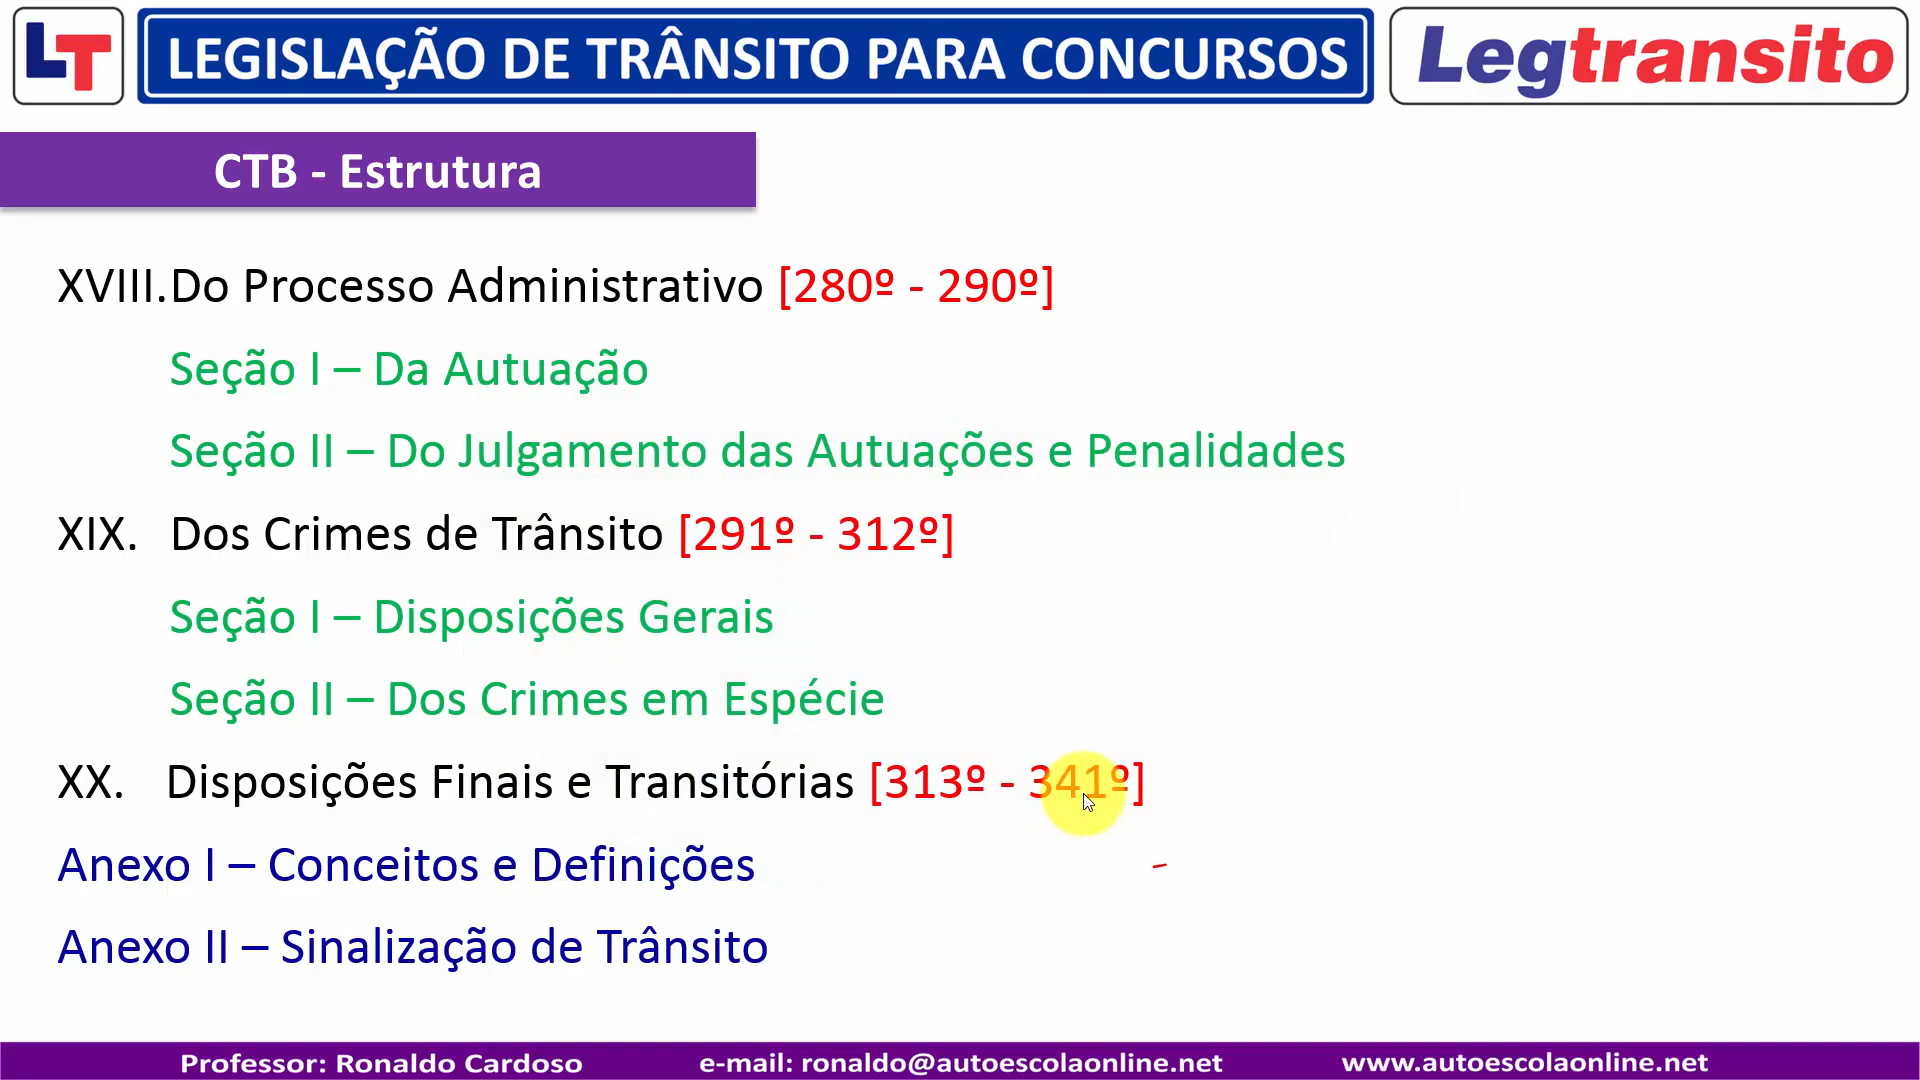 LT
LEGISLAÇÃO DE TRÂNSITO PARA CONCURSOS
Legtransito
CTB - Estrutura
XVIII.Do Processo Administrativo [280º - 290º]
Seção I – Da Autuação
Seção II – Do Julgamento das Autuações e Penalidades
XIX. Dos Crimes de Trânsito [291º - 312º]
Seção I – Disposições Gerais
Seção II – Dos Crimes em Espécie
XX. Disposições Finais e Transitórias [313º - 341º]
Anexo I – Conceitos e Definições
Anexo II – Sinalização de Trânsito
Professor: Ronaldo Cardoso e-mail: ronaldo@autoescolaonline.net www.autoescolaonline.net